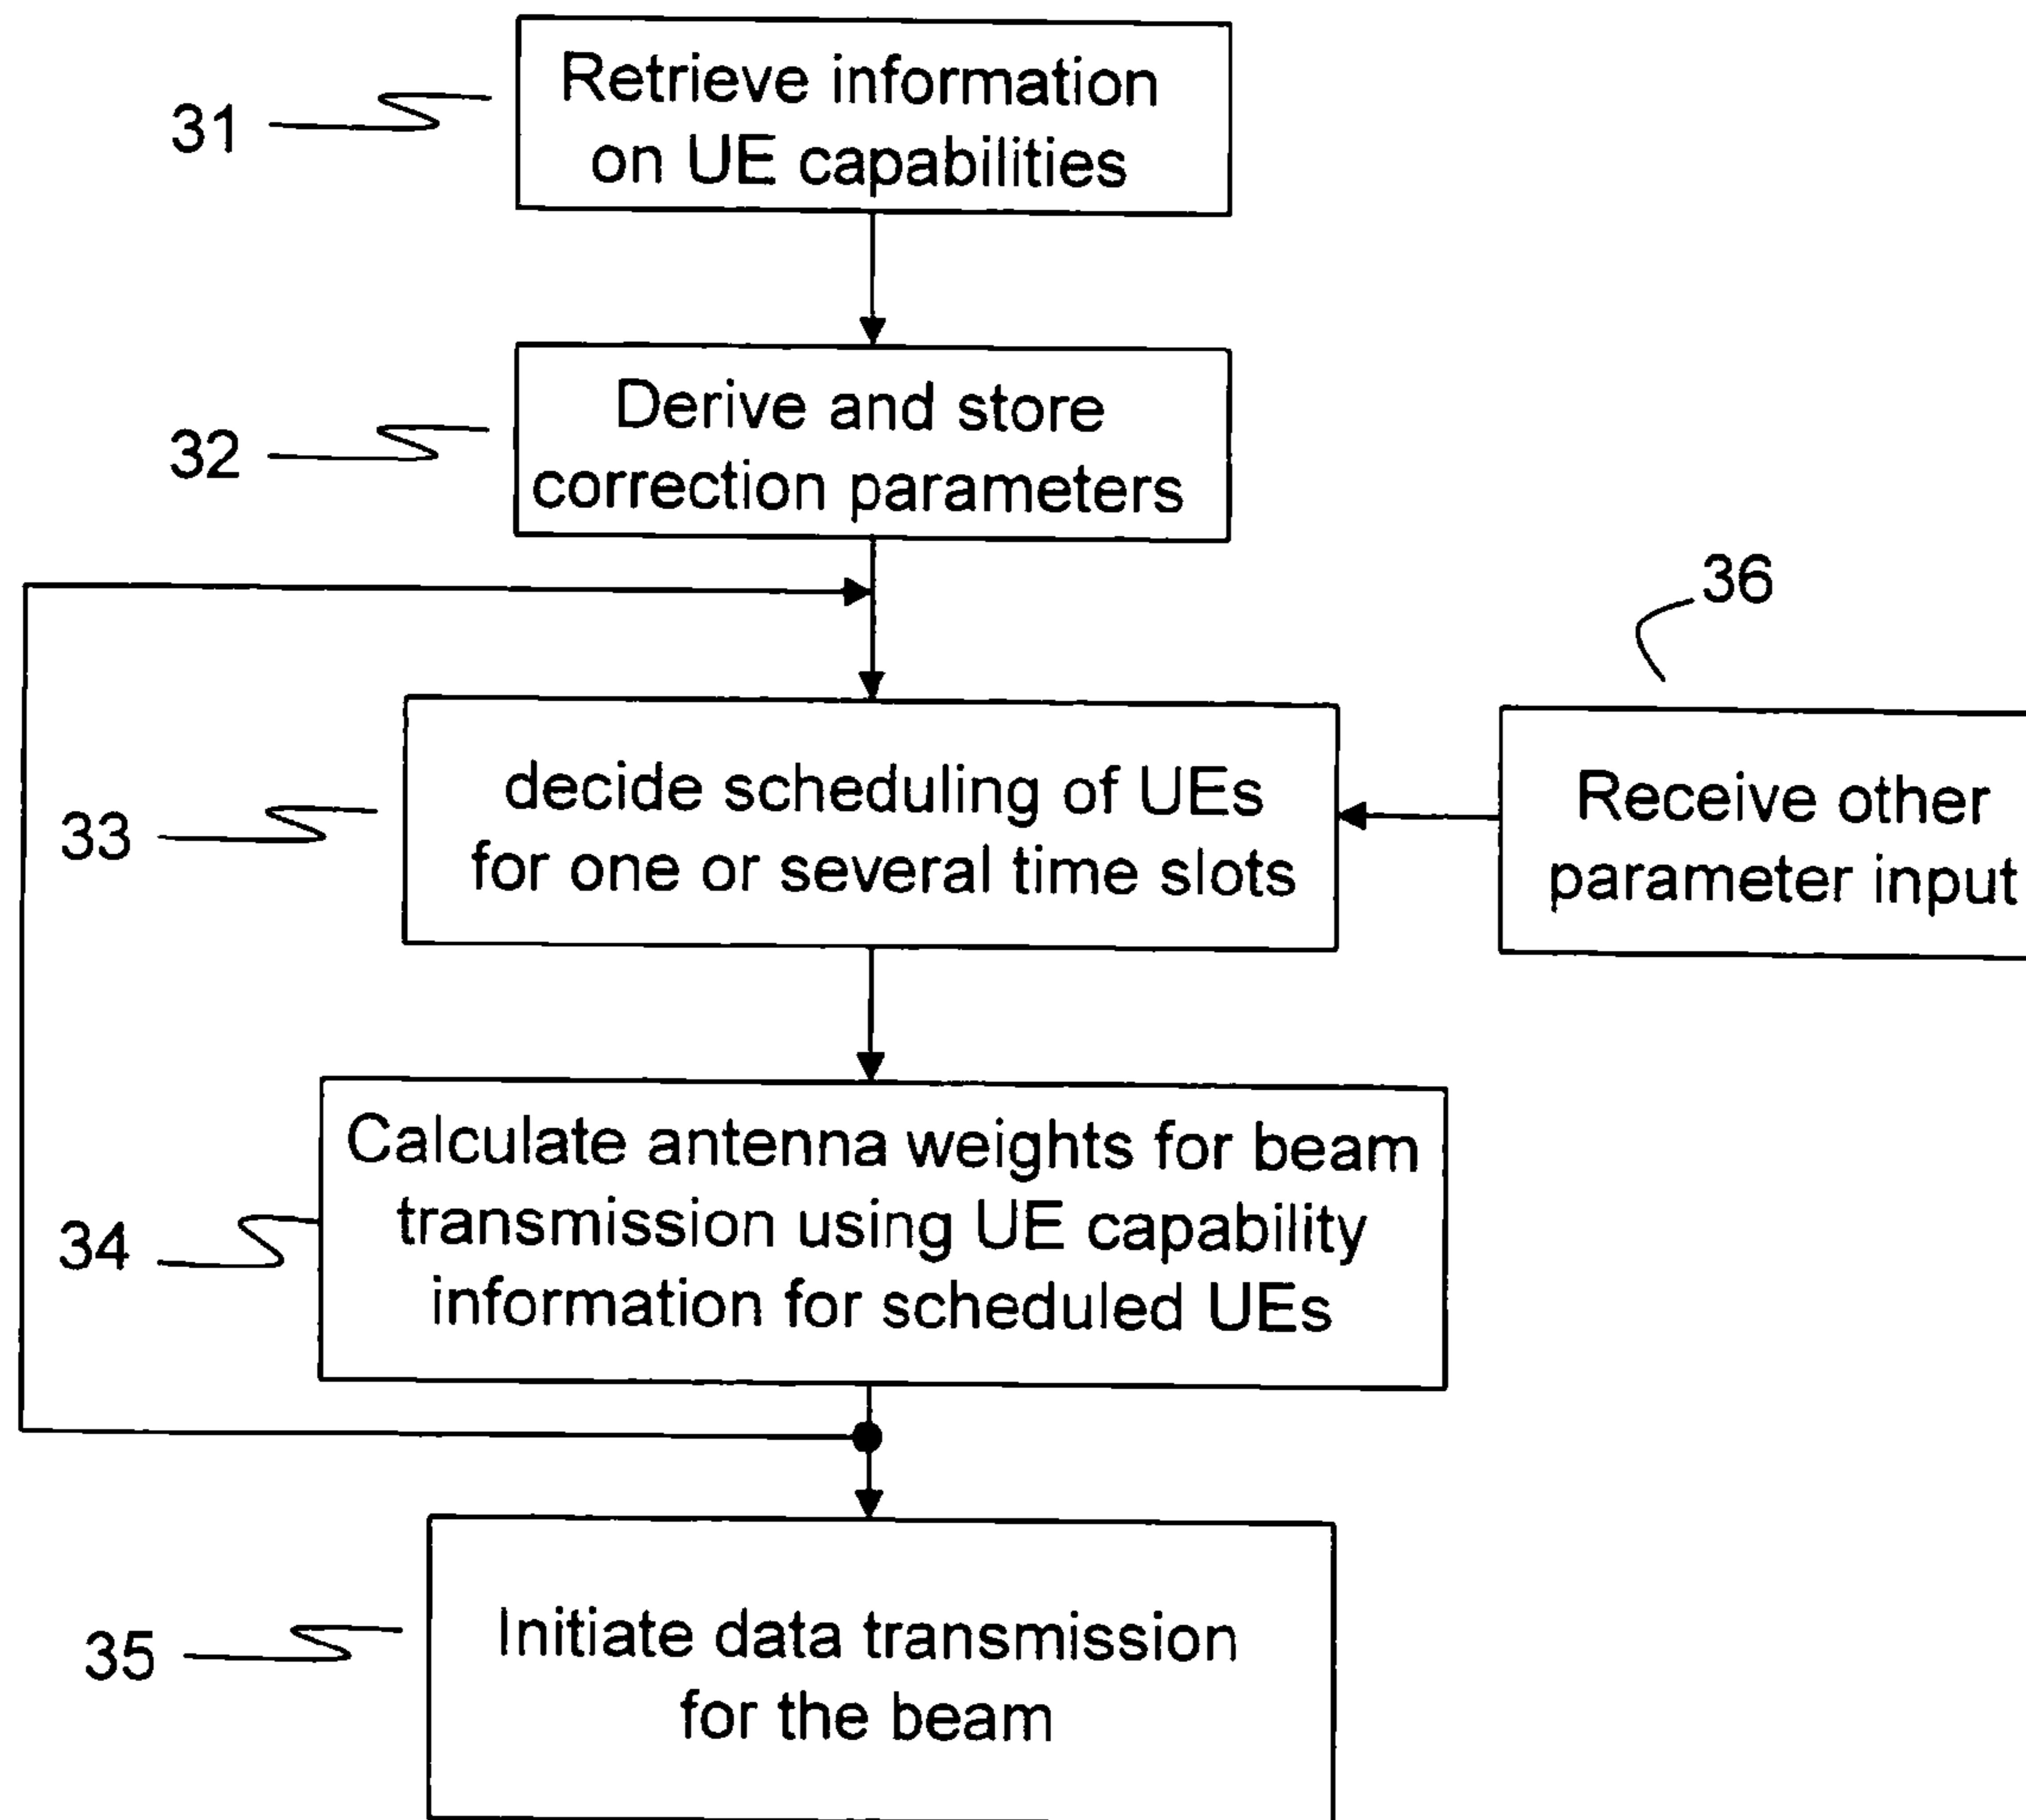 31
Retrieve information
on UE capabilities
32
Derive and store
correction parameters
36
33
decide scheduling of UEs
for one or several time slots
Receive other
parameter input
34
Calculate antenna weights for beam
transmission using UE capability
information for scheduled UEs
35
Initiate data transmission
for the beam